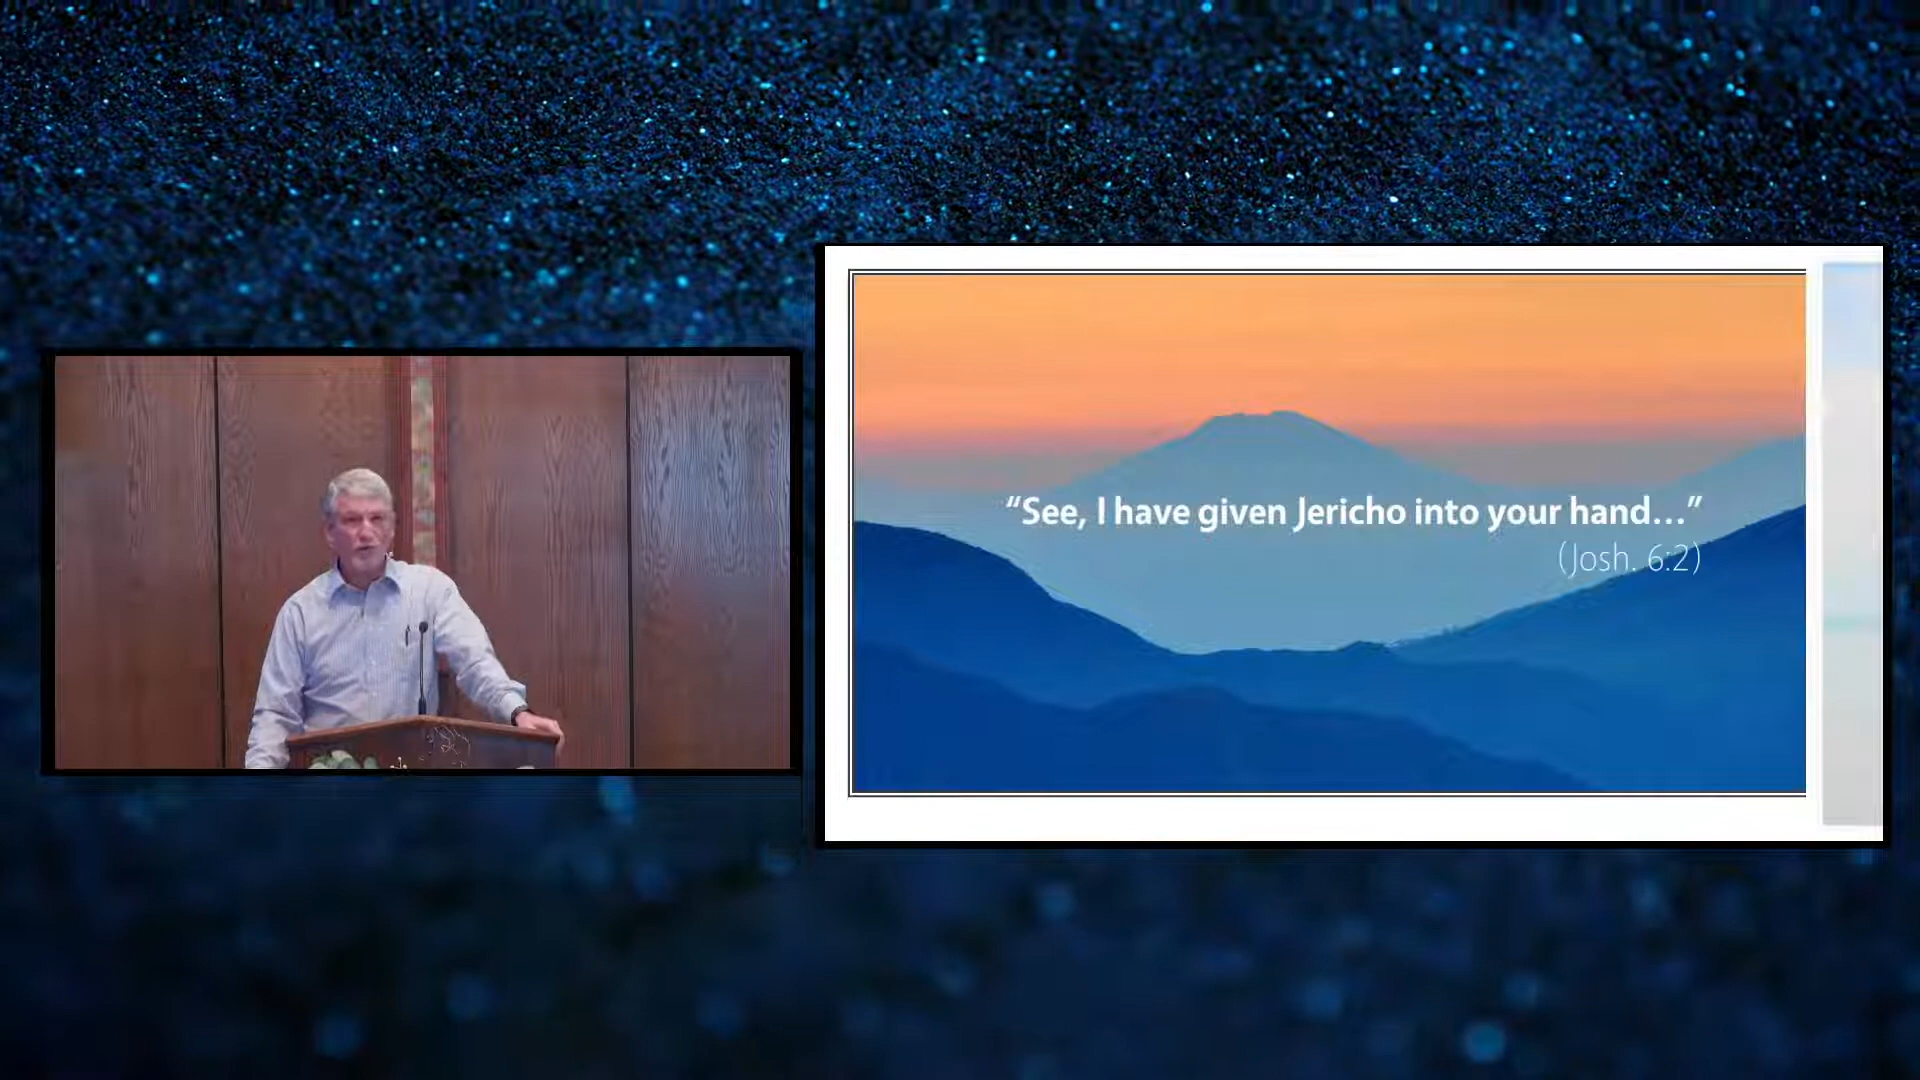 “See, I have given Jericho into your hand…”
(Josh. 6:2)